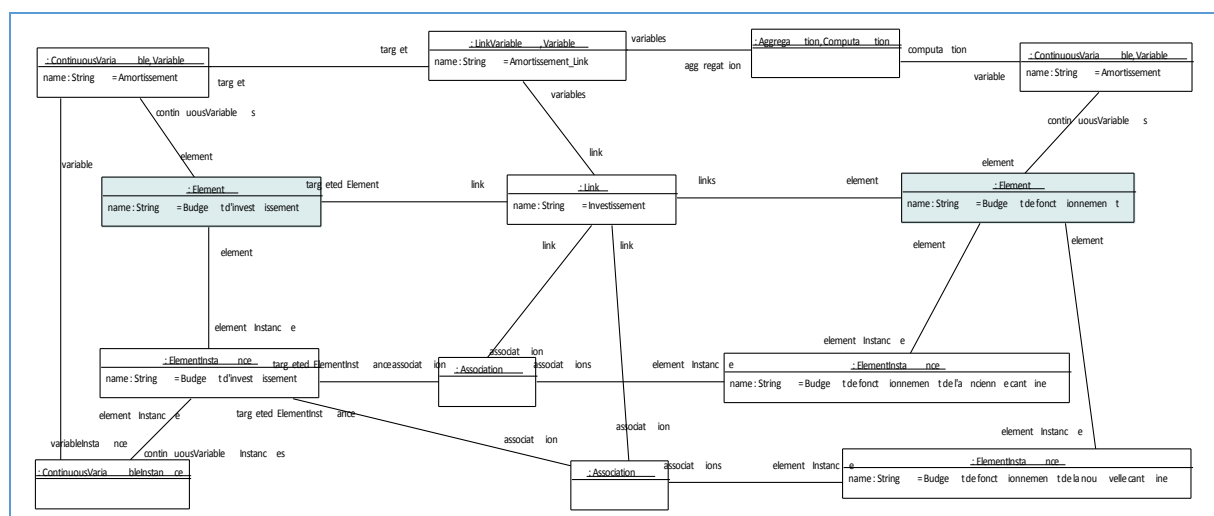 : ContinuousVaria ble, Variable
name : String = Amortissement
targ et
targ et
: LinkVariable , Variable
name : String = Amortissement_Link
variables
agg regat ion
: Aggrega tion, Computa tion
computa tion
variable
: ContinuousVaria ble, Variable
name : String = Amortissement
contin uousVariable s
variables
contin uousVariable s
variable
element
link
element
: Element
name : String = Budge t d'invest issement
targ eted Element
link
: Link
name : String = Investissement
links
element
: Element
name : String = Budge t de fonct ionnemen t
element
link
link
element
element
element Instanc e
element Instanc e
: ElementInsta nce
name : String = Budge t d'invest issement
targ eted ElementInst ance
associat ion
associat ion
: Association
associat ions
element Instanc e
: ElementInsta nce
name : String = Budge t de fonct ionnemen t de l'a ncienn e cant ine
element Instanc e
targ eted ElementInst ance
associat ion
associat ion
element Instanc e
variableInsta nce
contin uousVariable Instanc es
: ContinuousVaria bleInstan ce
: Association
associat ions
element Instanc e
: ElementInsta nce
name : String = Budge t de fonct ionnemen t de la nou velle cant ine